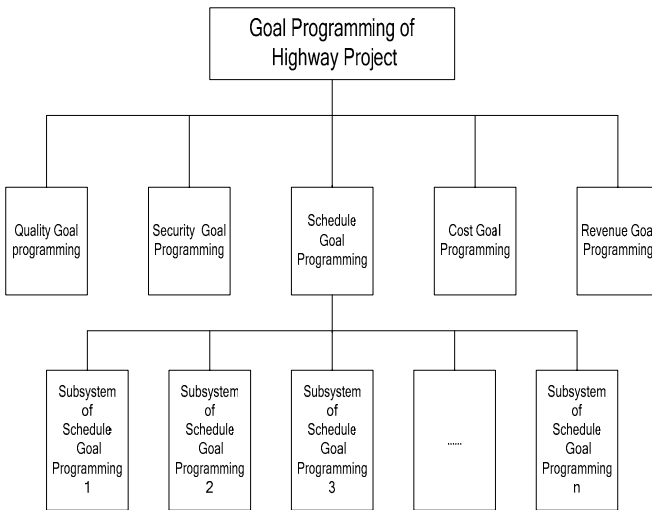 Goal Programming of
Highway Project
Quality Goal
programming
Security Goal
Programming
Schedule
Goal
Programming
Cost Goal
Programming
Revenue Goa
Programming
Subsystem
of
Schedule
Goal
Programming
1
Subsystem
of
Schedule
Goal
Programming
2
Subsystem
of
Schedule
Goal
Programming
3
......
Subsystem
of
Schedule
Goal
Programming
n